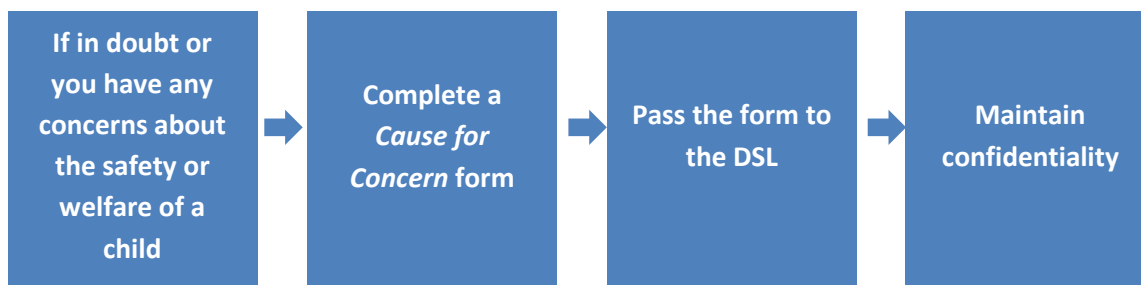 If in doubt or
you have any
concerns about
the safety or
welfare of a
child
Complete a
Cause for
Concern form
Pass the form to
the DSL
Maintain
confidentiality